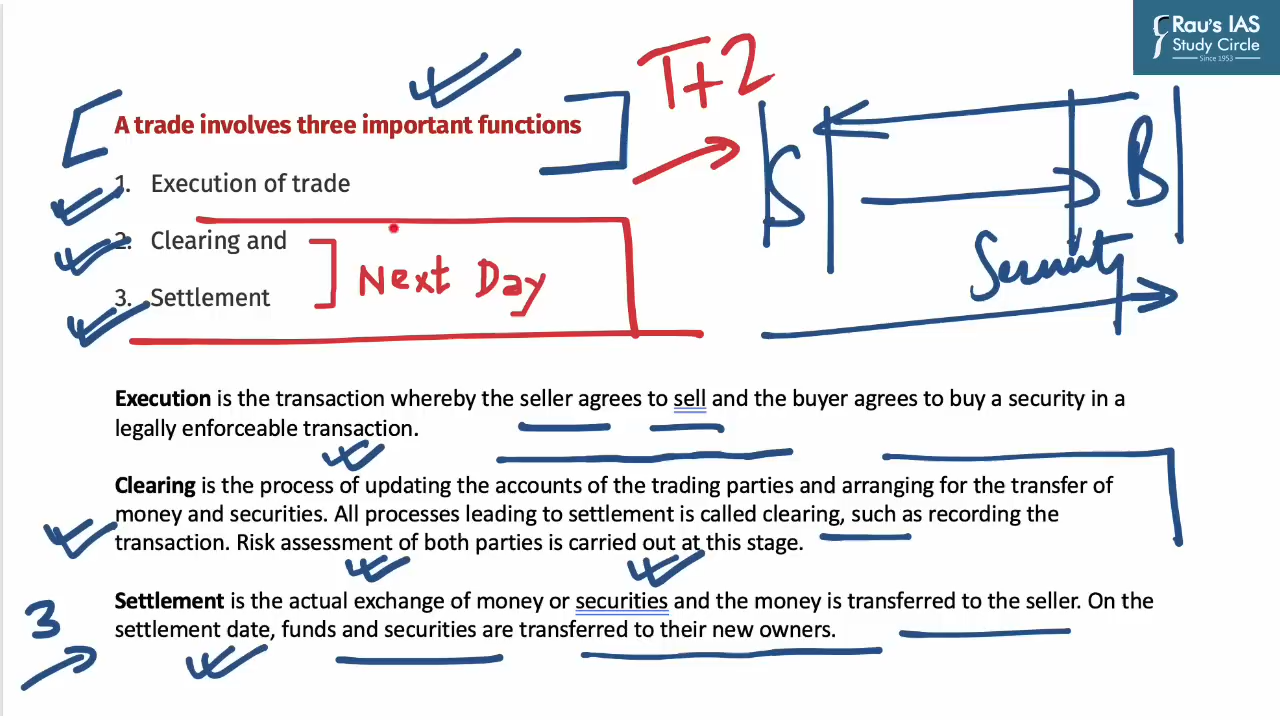 Rau's IAS
Study Circle
Since 1953
T+2
A trade involves three important functions
1. Execution of trade
2. Clearing and
3. Settlement
Next Day
S
B
Security
Execution is the transaction whereby the seller agrees to sell and the buyer agrees to buy a security in a
legally enforceable transaction.
Clearing is the process of updating the accounts of the trading parties and arranging for the transfer of
money and securities. All processes leading to settlement is called clearing, such as recording the
transaction. Risk assessment of both parties is carried out at this stage.
3
Settlement is the actual exchange of money or securities and the money is transferred to the seller. On the
settlement date, funds and securities are transferred to their new owners.